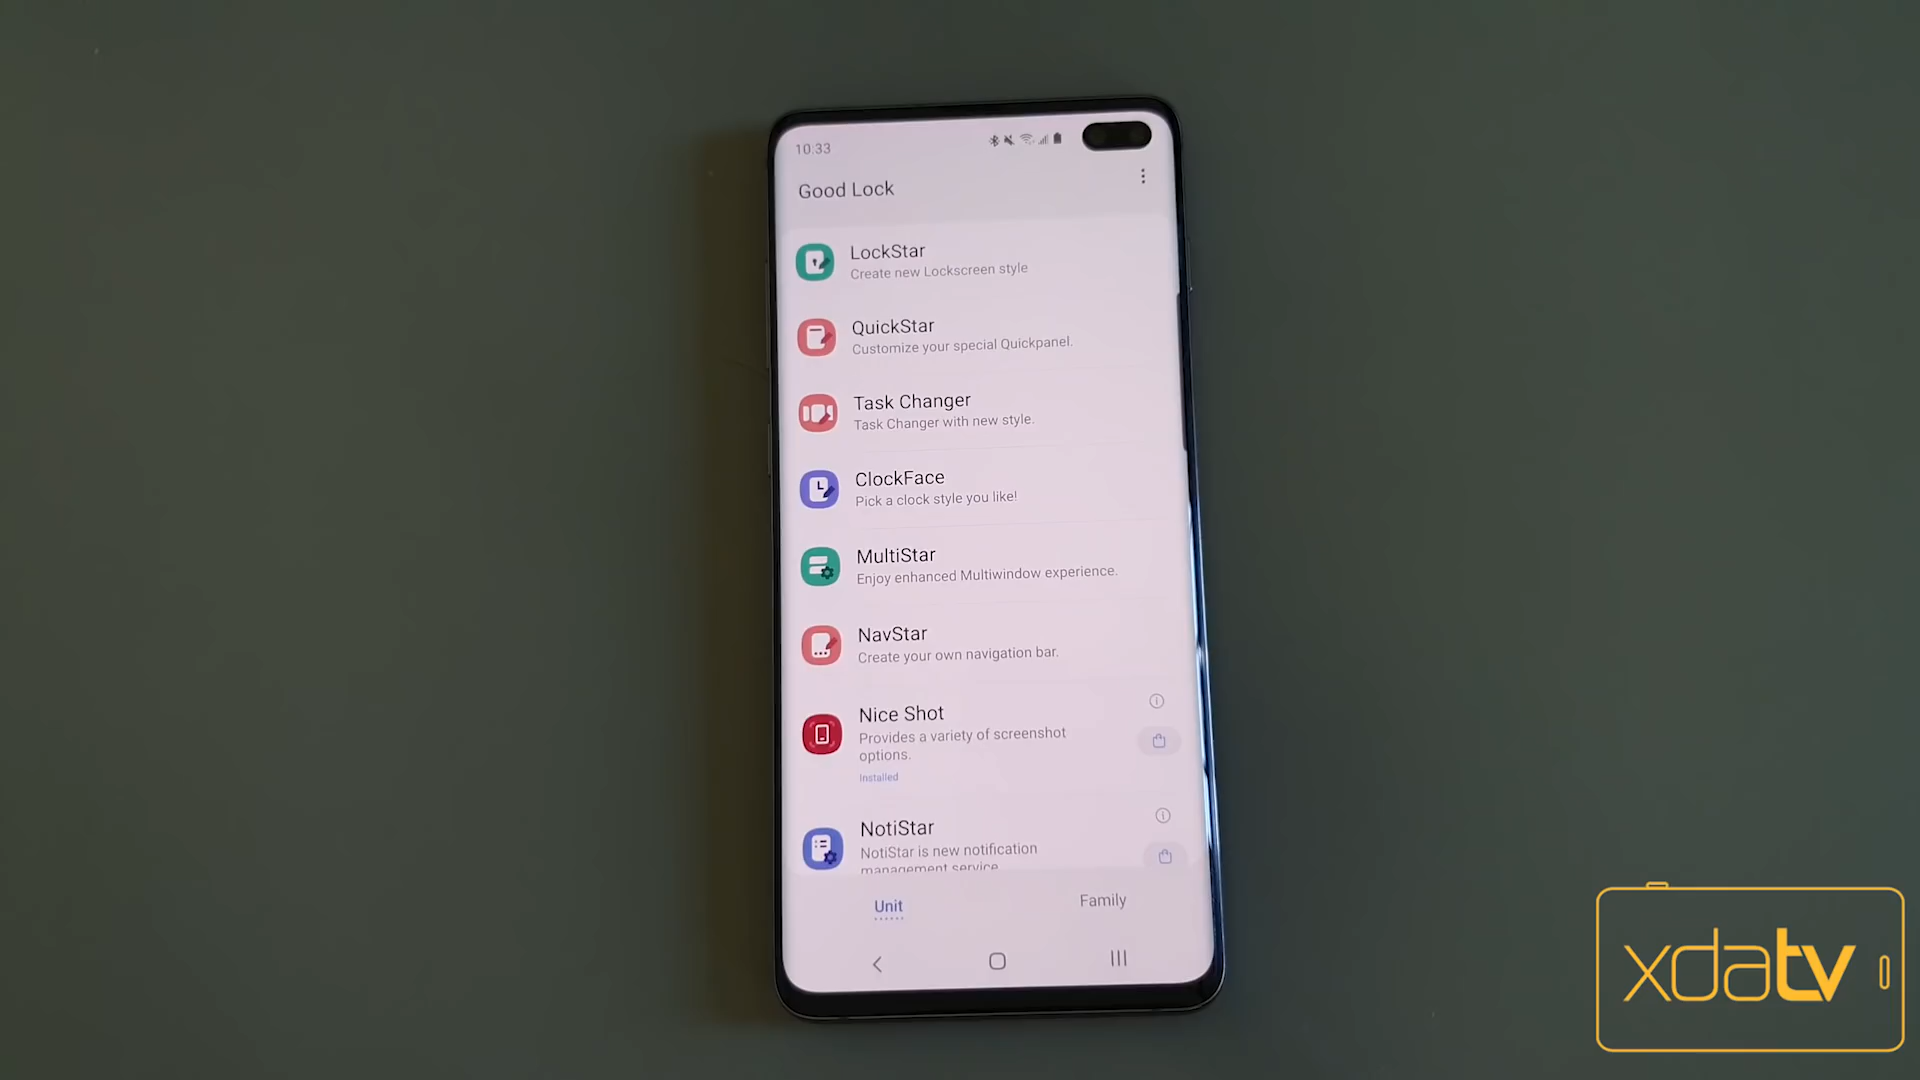 10:33
Good Lock
LockStar
Create new Lockscreen style
QuickStar
Customize your special Quickpanel.
Task Changer
Task Changer with new style.
ClockFace
Pick a clock style you like!
MultiStar
Enjoy enhanced Multiwindow experience.
NavStar
Create your own navigation bar.
Nice Shot
Provides a variety of screenshot
options.
Installed
NotiStar
NotiStar is new notification
management service
Unit
Family
xdatv